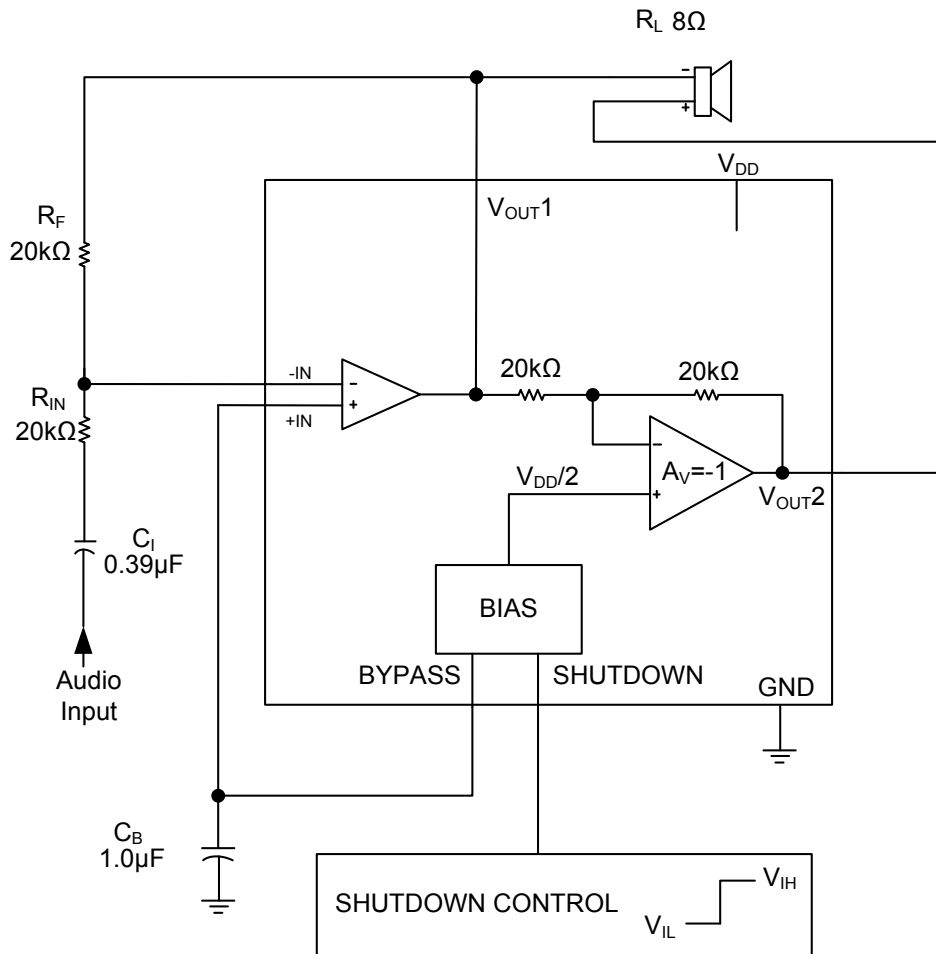 R_L 8Ω
-
+
V_DD
V_OUT1
R_F
20kΩ
20kΩ
20kΩ
-IN
-
+IN
+
R_IN
20kΩ
-
A_V=-1
+
V_DD/2
V_OUT2
C_I
0.39µF
BIAS
Audio
Input
BYPASS
SHUTDOWN
GND
C_B
1.0µF
SHUTDOWN CONTROL
V_IH
V_IL